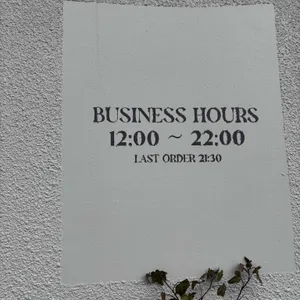 BUSINESS HOURS
12:00 ~ 22:00
LAST ORDER 21:30